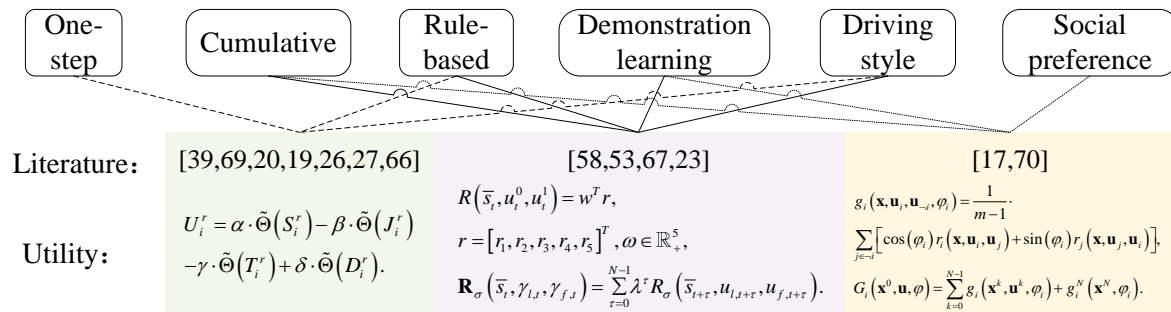 One-step
Cumulative
Rule-based
Demonstration learning
Driving style
Social preference
Literature：
[39,69,20,19,26,27,66]
[58,53,67,23]
[17,70]
Utility：
U_i^r = α·Θ̃(S_i^r) − β·Θ̃(J_i^r)
−γ·Θ̃(T_i^r) + δ·Θ̃(D_i^r).
R(s̄_t, u_t^0, u_t^1) = w^T r,
r = [r_1, r_2, r_3, r_4, r_5]^T, ω ∈ ℝ_+^5,
𝐑_σ(s̄_t, γ_{l,t}, γ_{f,t}) = ∑_{τ=0}^{N−1} λ^τ R_σ(s̄_{t+τ}, u_{l,t+τ}, u_{f,t+τ}).
g_i(𝐱, 𝐮_i, 𝐮_{¬i}, φ_i) = 1/(m−1)·
∑_{j∈¬i} [cos(φ_i) r_i(𝐱, 𝐮_i, 𝐮_j) + sin(φ_i) r_j(𝐱, 𝐮_j, 𝐮_i)],
G_i(𝐱^0, 𝐮, φ) = ∑_{k=0}^{N−1} g_i(𝐱^k, 𝐮^k, φ_i) + g_i^N(𝐱^N, φ_i).